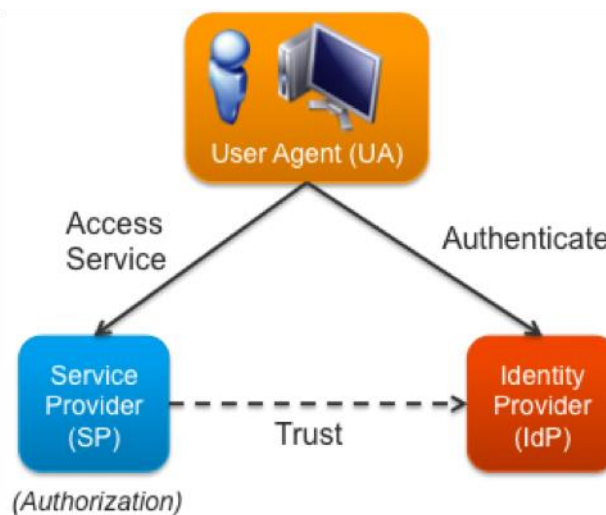 User Agent (UA)
Access
Service
Authenticate
Service
Provider
(SP)
Trust
Identity
Provider
(IdP)
(Authorization)